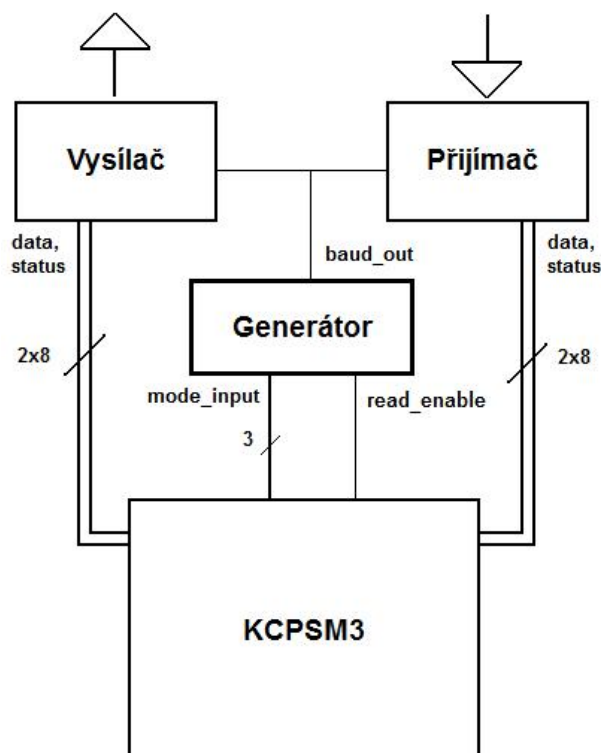 Vysílač
Přijímač
data,
status
data,
status
baud_out
Generátor
2x8
2x8
mode_input
read_enable
3
KCPSM3